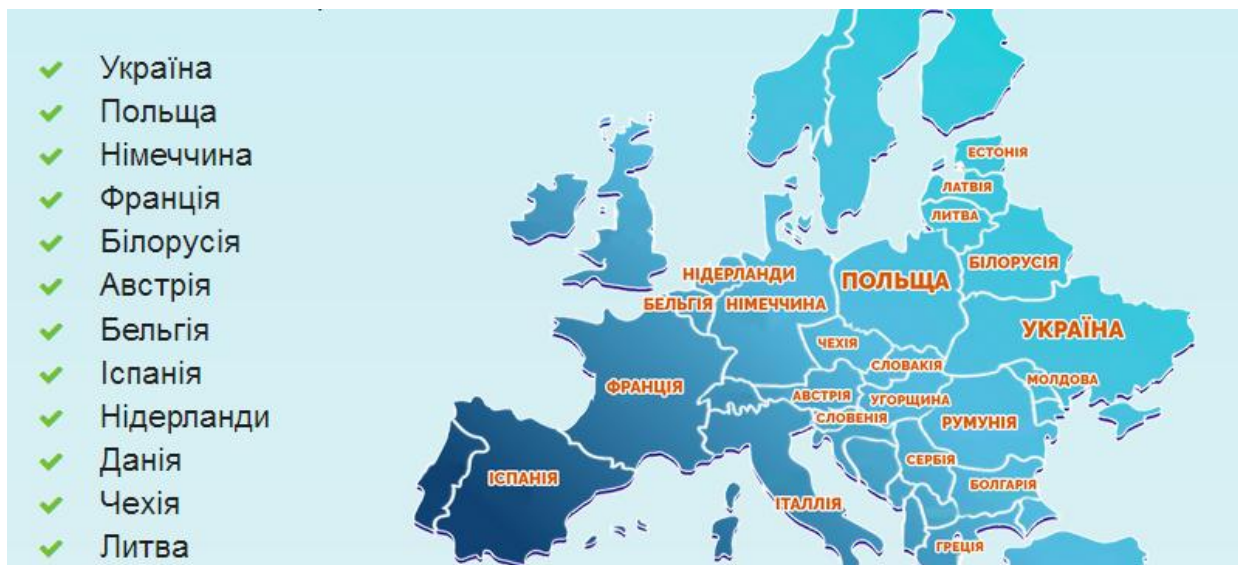 Україна
Польща
Німеччина
Франція
Білорусія
Австрія
Бельгія
Іспанія
Нідерланди
Данія
Чехія
Литва
ЕСТОНІЯ
ЛАТВІЯ
ЛИТВА
БІЛОРУСІЯ
НІДЕРЛАНДИ
ПОЛЬЩА
БЕЛЬГІЯ
НІМЕЧЧИНА
УКРАЇНА
ЧЕХІЯ
СЛОВАКІЯ
МОЛДОВА
ФРАНЦІЯ
АВСТРІЯ
УГОРЩИНА
СЛОВЕНІЯ
РУМУНІЯ
СЕРБІЯ
ІСПАНІЯ
БОЛГАРІЯ
ІТАЛЛІЯ
ГРЕЦІЯ